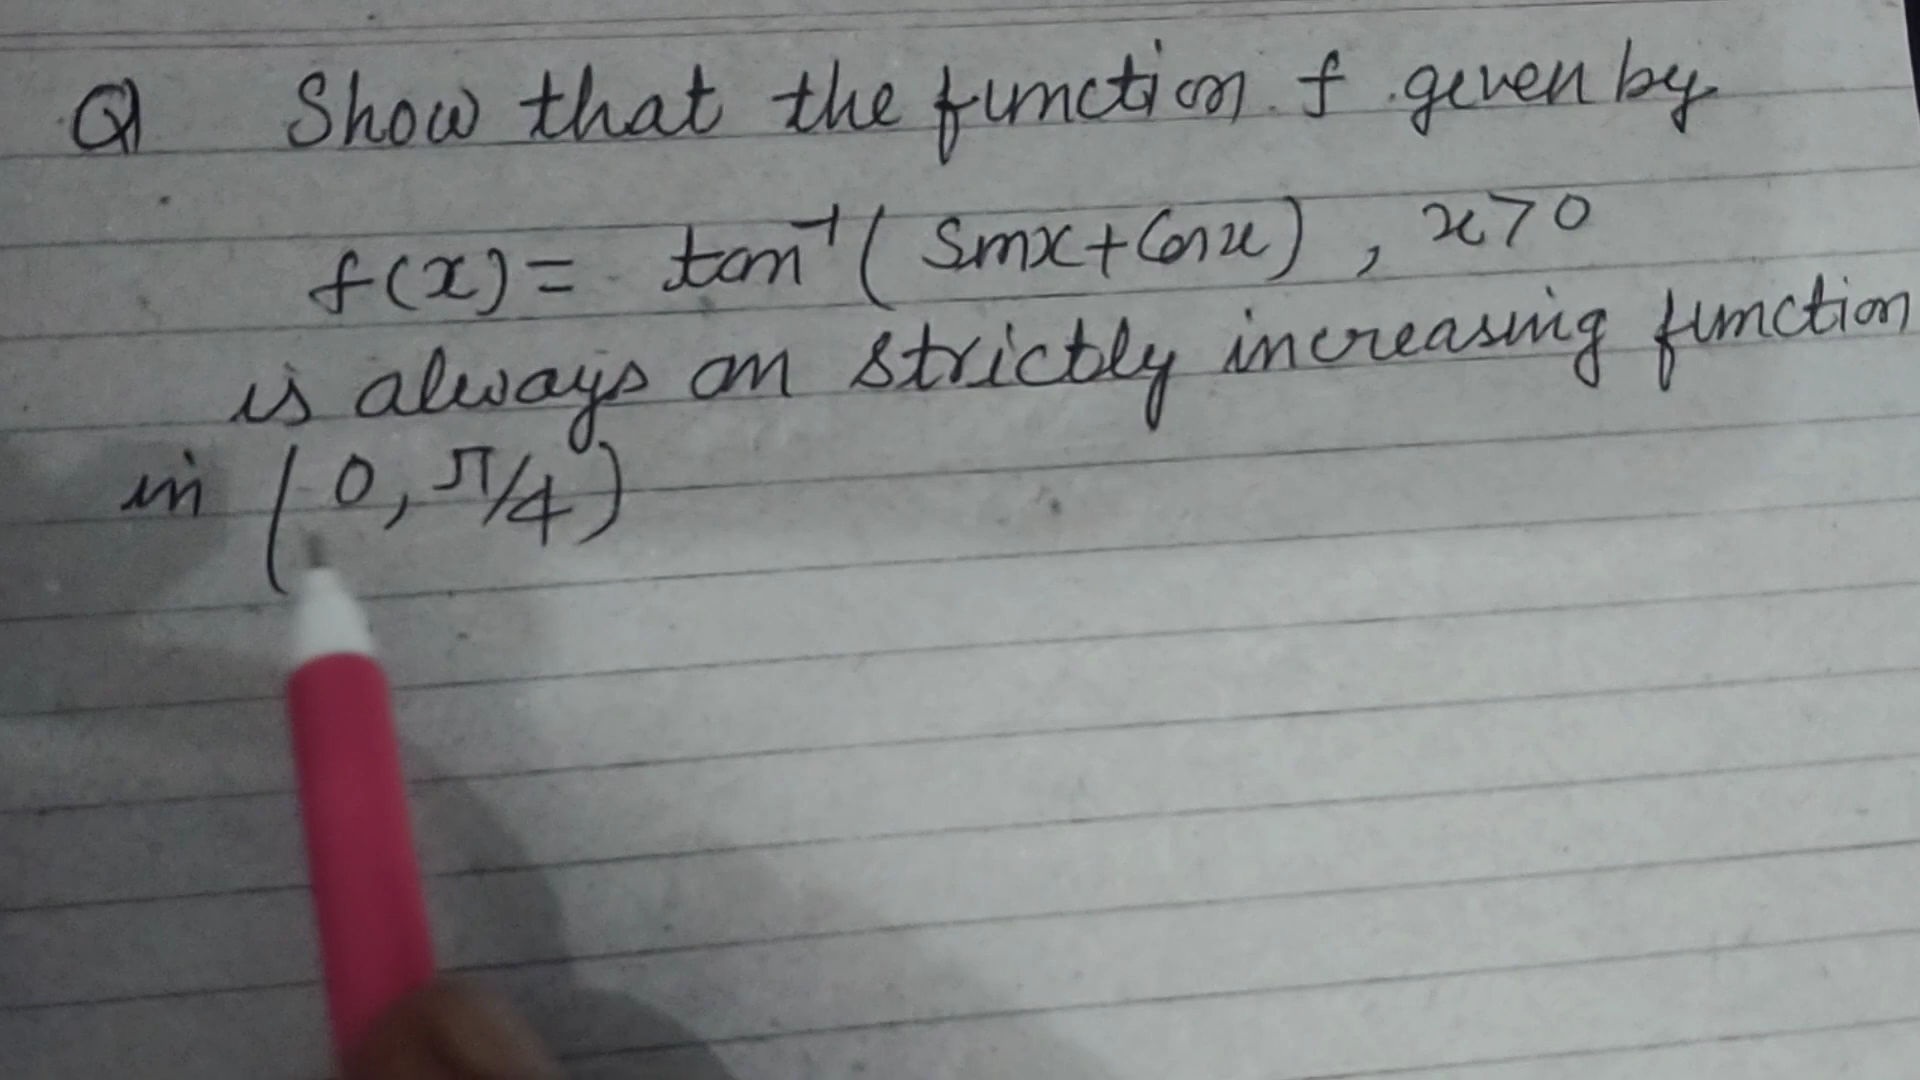 Q Show that the function f given by
f(x) = tan⁻¹ ( Sinx + Cosx ) , x > 0
is always an strictly increasing function
in ( 0, π/4 )